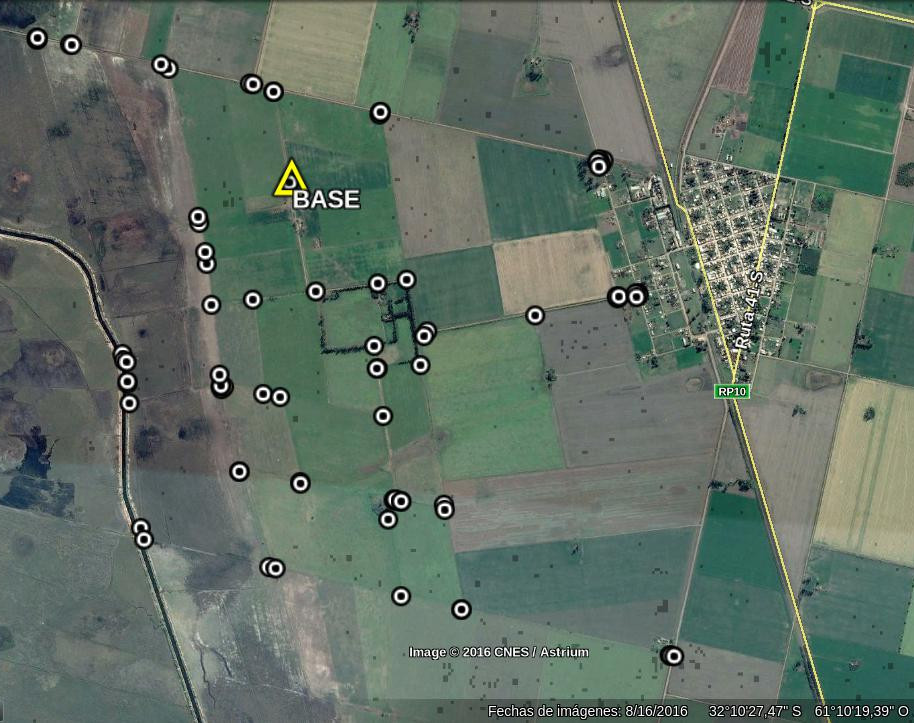 BASE
Ruta 41 S
RP10
Image © 2016 CNES / Astrium
Fechas de imágenes: 8/16/2016 32°10'27,47" S 61°10'19,39" O